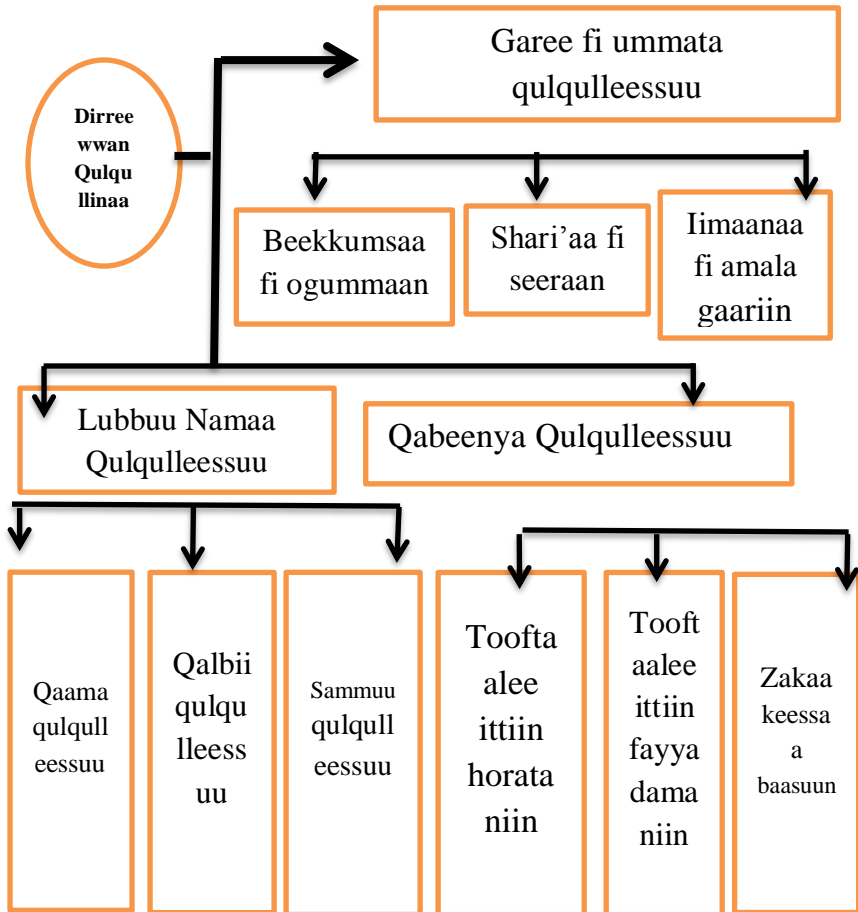 Garee fi ummata
qulqulleessuu
Dirree
wwan
Qulqu
llinaa
Beekkumsaa
fi ogummaan
Shari’aa fi
seeraan
Iimaanaa
fi amala
gaariin
Lubbuu Namaa
Qulqulleessuu
Qabeenya Qulqulleessuu
Qaama
qulqull
eessuu
Qalbii
qulqu
lleess
uu
Sammuu
qulqull
eessuu
Toofta
alee
ittiin
horata
niin
Tooft
aalee
ittiin
fayya
dama
niin
Zakaa
keessa
a
baasuun